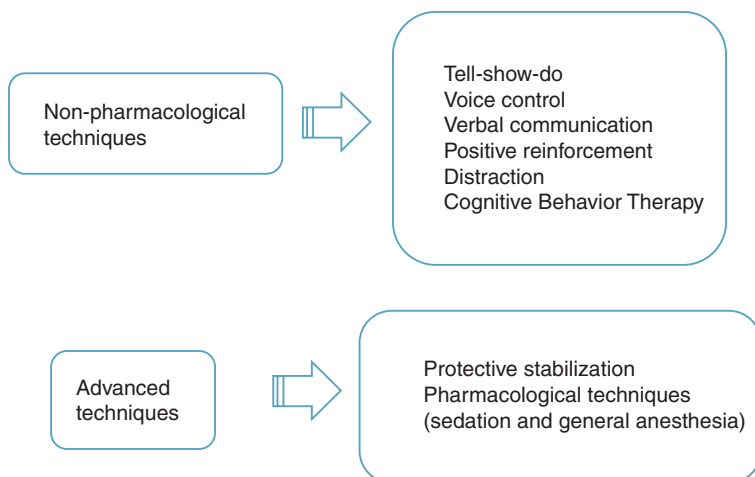 Non-pharmacological
techniques
Tell-show-do
Voice control
Verbal communication
Positive reinforcement
Distraction
Cognitive Behavior Therapy
Advanced
techniques
Protective stabilization
Pharmacological techniques
(sedation and general anesthesia)